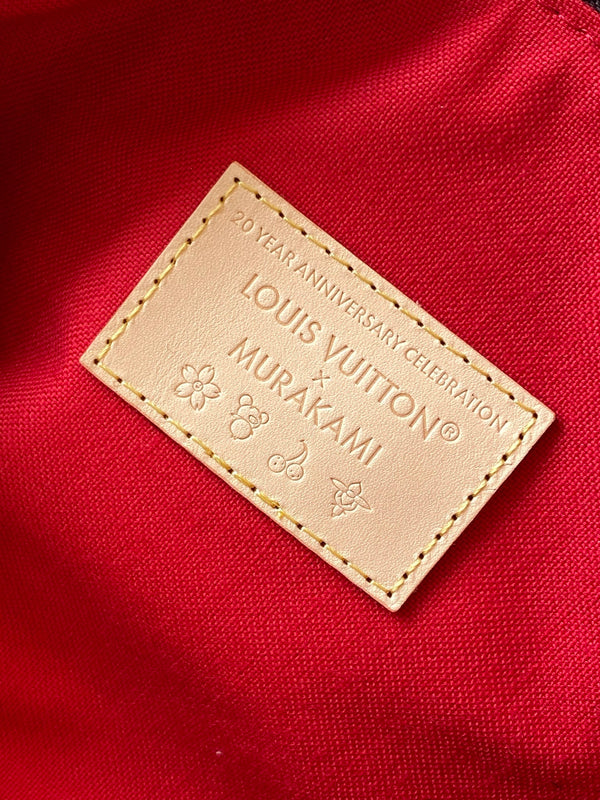 20 YEAR ANNIVERSARY CELEBRATION
LOUIS VUITTON®
×
MURAKAMI